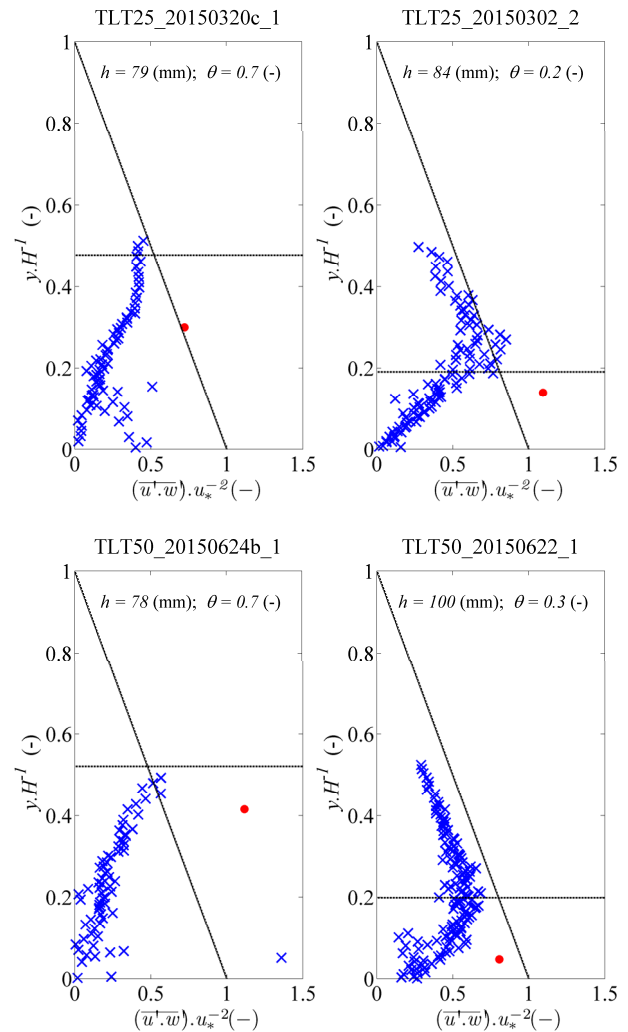 TLT25_20150320c_1
h = 79 (mm); θ = 0.7 (-)
1
0.8
0.6
0.4
0.2
0
y.H⁻¹ (-)
0 0.5 1 1.5
(u'.w').u*⁻²(−)
TLT25_20150302_2
h = 84 (mm); θ = 0.2 (-)
1
0.8
0.6
0.4
0.2
0
y.H⁻¹ (-)
0 0.5 1 1.5
(u'.w').u*⁻²(−)
TLT50_20150624b_1
h = 78 (mm); θ = 0.7 (-)
1
0.8
0.6
0.4
0.2
0
y.H⁻¹ (-)
0 0.5 1 1.5
(u'.w').u*⁻²(−)
TLT50_20150622_1
h = 100 (mm); θ = 0.3 (-)
1
0.8
0.6
0.4
0.2
0
y.H⁻¹ (-)
0 0.5 1 1.5
(u'.w').u*⁻²(−)